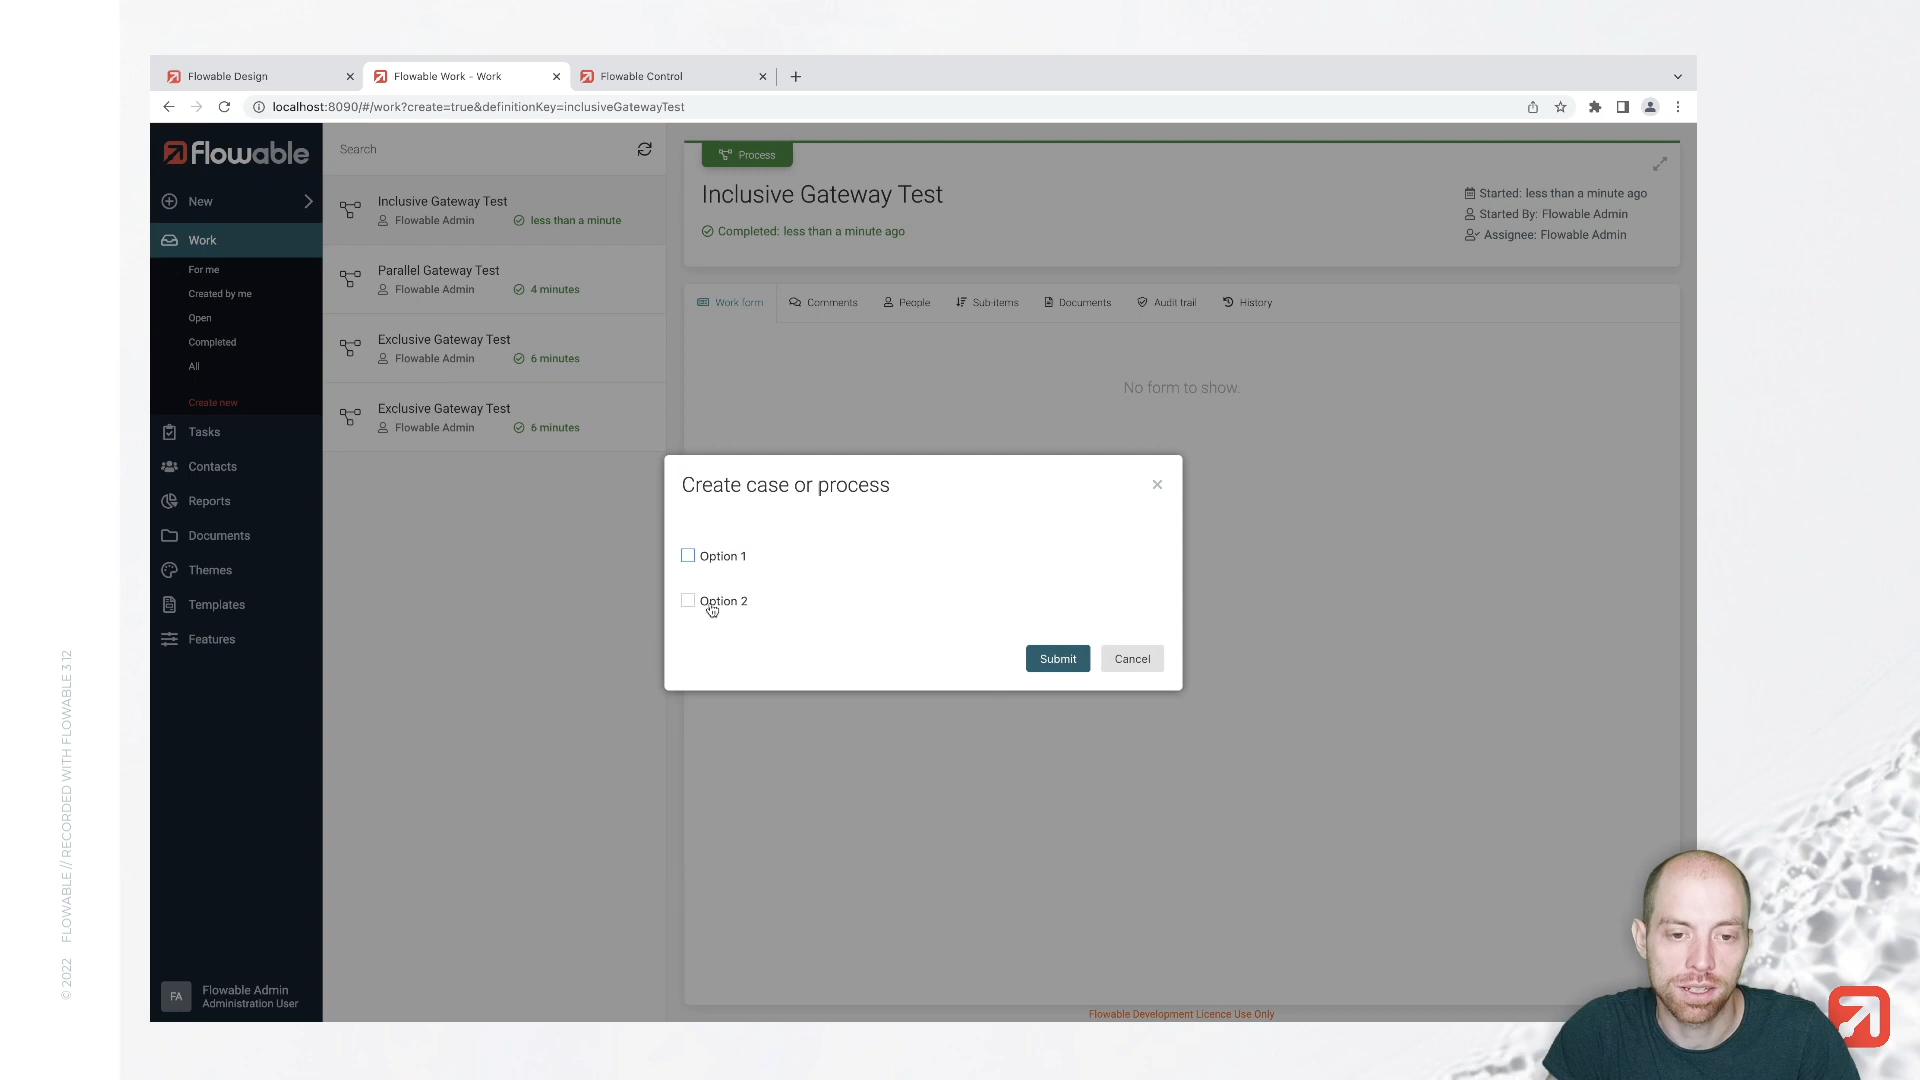 Flowable Design
Flowable Work - Work
Flowable Control
localhost:8090/#/work?create=true&definitionKey=inclusiveGatewayTest
Flowable
New
Work
For me
Created by me
Open
Completed
All
Create new
Tasks
Contacts
Reports
Documents
Themes
Templates
Features
FA
Flowable Admin
Administration User
Search
Inclusive Gateway Test
Flowable Admin
less than a minute
Parallel Gateway Test
Flowable Admin
4 minutes
Exclusive Gateway Test
Flowable Admin
6 minutes
Exclusive Gateway Test
Flowable Admin
6 minutes
Process
Inclusive Gateway Test
Completed: less than a minute ago
Started: less than a minute ago
Started By: Flowable Admin
Assignee: Flowable Admin
Work form
Comments
People
Sub-items
Documents
Audit trail
History
No form to show.
Create case or process
Option 1
Option 2
Submit
Cancel
Flowable Development Licence Use Only
© 2022 FLOWABLE // RECORDED WITH FLOWABLE 3.12